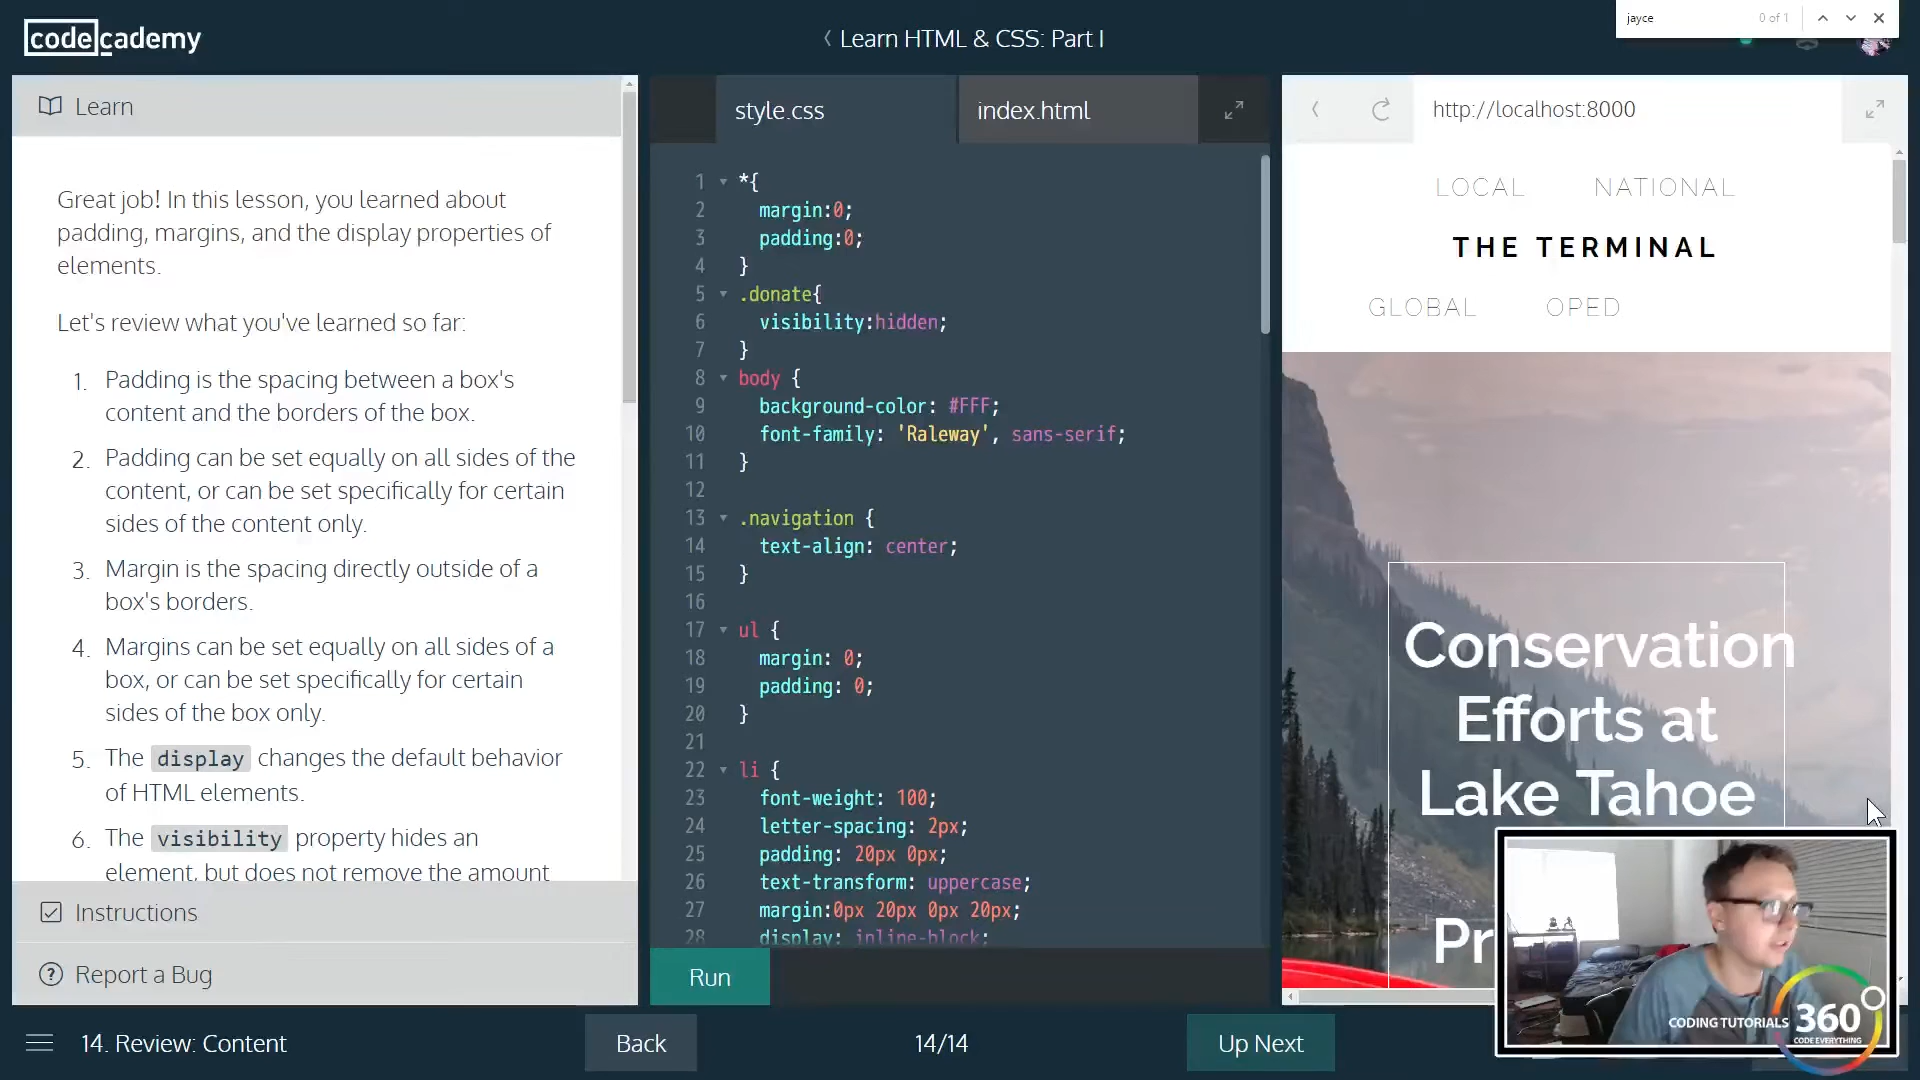 codecademy
Learn HTML & CSS: Part I
jayce
0 of 1
Learn
Great job! In this lesson, you learned about
padding, margins, and the display properties of
elements.
Let's review what you've learned so far:
1. Padding is the spacing between a box's
content and the borders of the box.
2. Padding can be set equally on all sides of the
content, or can be set specifically for certain
sides of the content only.
3. Margin is the spacing directly outside of a
box's borders.
4. Margins can be set equally on all sides of a
box, or can be set specifically for certain
sides of the box only.
5. The display changes the default behavior
of HTML elements.
6. The visibility property hides an
element, but does not remove the amount
Instructions
Report a Bug
style.css
index.html
1 *{
2 margin:0;
3 padding:0;
4 }
5 .donate{
6 visibility:hidden;
7 }
8 body {
9 background-color: #FFF;
10 font-family: 'Raleway', sans-serif;
11 }
12
13 .navigation {
14 text-align: center;
15 }
16
17 ul {
18 margin: 0;
19 padding: 0;
20 }
21
22 li {
23 font-weight: 100;
24 letter-spacing: 2px;
25 padding: 20px 0px;
26 text-transform: uppercase;
27 margin:0px 20px 0px 20px;
28 display: inline-block;
Run
http://localhost:8000
LOCAL NATIONAL
THE TERMINAL
GLOBAL OPED
Conservation
Efforts at
Lake Tahoe
Pr
CODING TUTORIALS 360°
CODE EVERYTHING
14. Review: Content
Back
14/14
Up Next